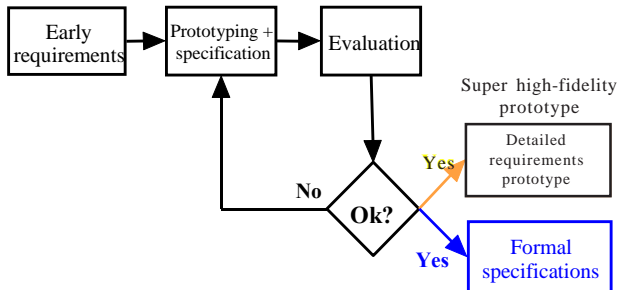 Early
requirements
Prototyping +
specification
Evaluation
Super high-fidelity
prototype
Detailed
requirements
prototype
Yes
No
Ok?
Yes
Formal
specifications